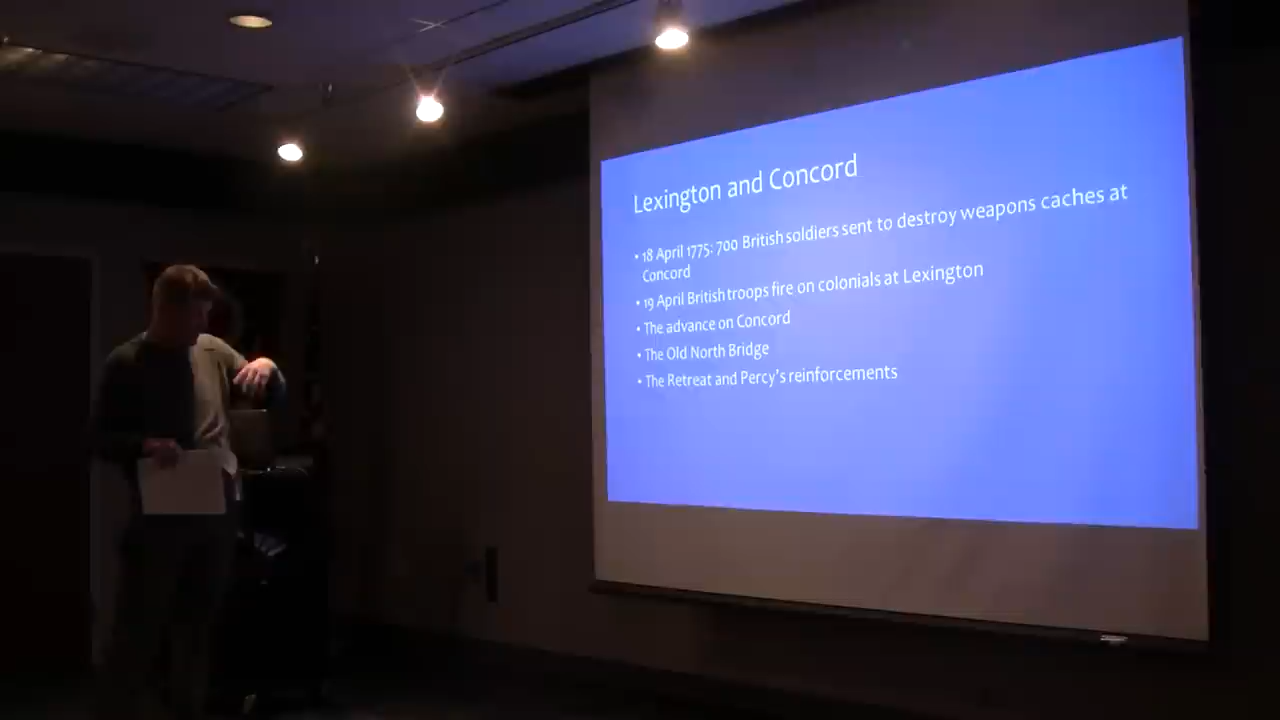 Lexington and Concord
• 18 April 1775: 700 British soldiers sent to destroy weapons caches at
Concord
• 19 April British troops fire on colonials at Lexington
• The advance on Concord
• The Old North Bridge
• The Retreat and Percy's reinforcements